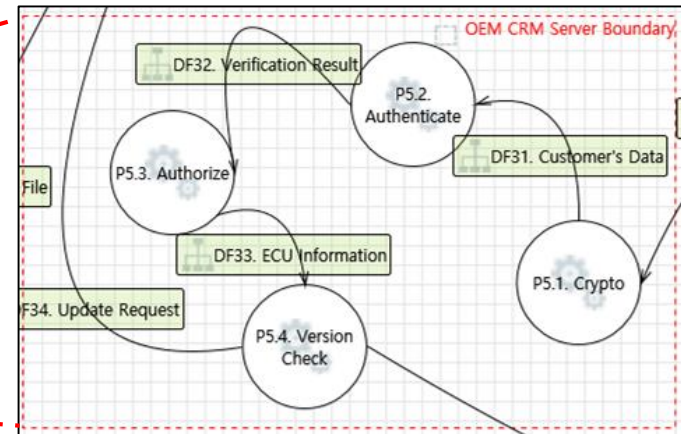 OEM CRM Server Boundary
DF32. Verification Result
P5.2.
Authenticate
DF31. Customer's Data
P5.3. Authorize
File
DF33. ECU Information
P5.1. Crypto
F34. Update Request
P5.4. Version
Check